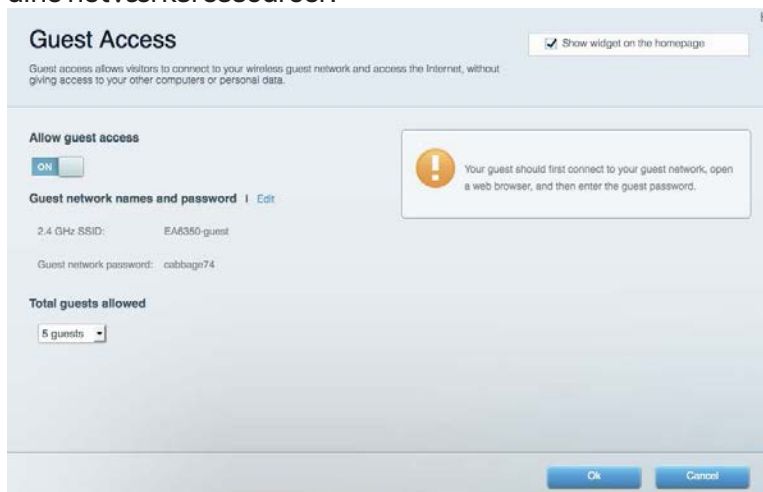 dine netværksressourcer.
Guest Access
Show widget on the homepage
Guest access allows visitors to connect to your wireless guest network and access the Internet, without
giving access to your other computers or personal data.
Allow guest access
ON
Your guest should first connect to your guest network, open
a web browser, and then enter the guest password.
Guest network names and password | Edit
2.4 GHz SSID: EA6350-guest
Guest network password: cabbage74
Total guests allowed
5 guests
Ok Cancel